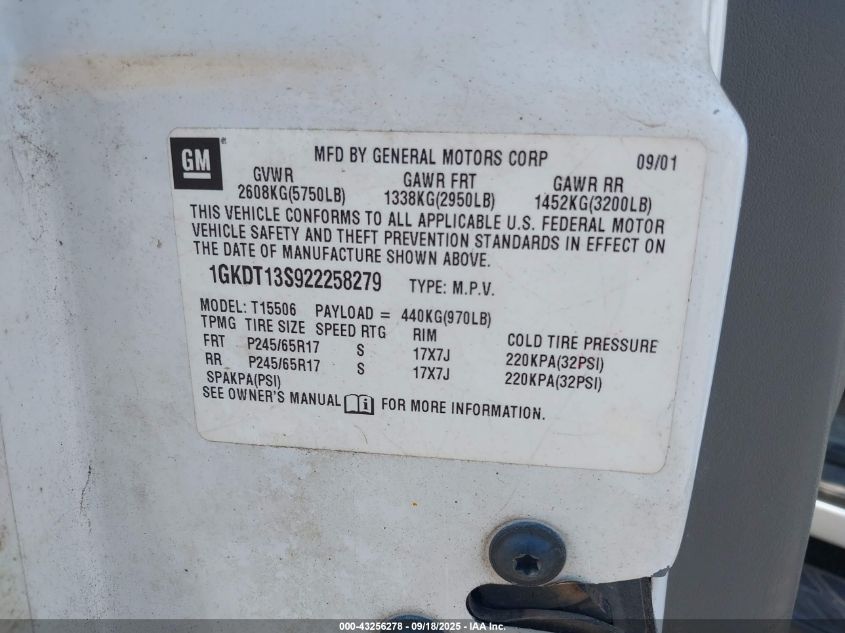 GM
MFD BY GENERAL MOTORS CORP 09/01
GVWR GAWR FRT GAWR RR
2608KG(5750LB) 1338KG(2950LB) 1452KG(3200LB)
THIS VEHICLE CONFORMS TO ALL APPLICABLE U.S. FEDERAL MOTOR
VEHICLE SAFETY AND THEFT PREVENTION STANDARDS IN EFFECT ON
THE DATE OF MANUFACTURE SHOWN ABOVE.
1GKDT13S922258279 TYPE: M.P.V.
MODEL: T15506 PAYLOAD = 440KG(970LB)
TPMG TIRE SIZE SPEED RTG RIM COLD TIRE PRESSURE
FRT P245/65R17 S 17X7J 220KPA(32PSI)
RR P245/65R17 S 17X7J 220KPA(32PSI)
SPAKPA(PSI)
SEE OWNER'S MANUAL FOR MORE INFORMATION.
000-43256278 - 09/18/2025 - IAA Inc.